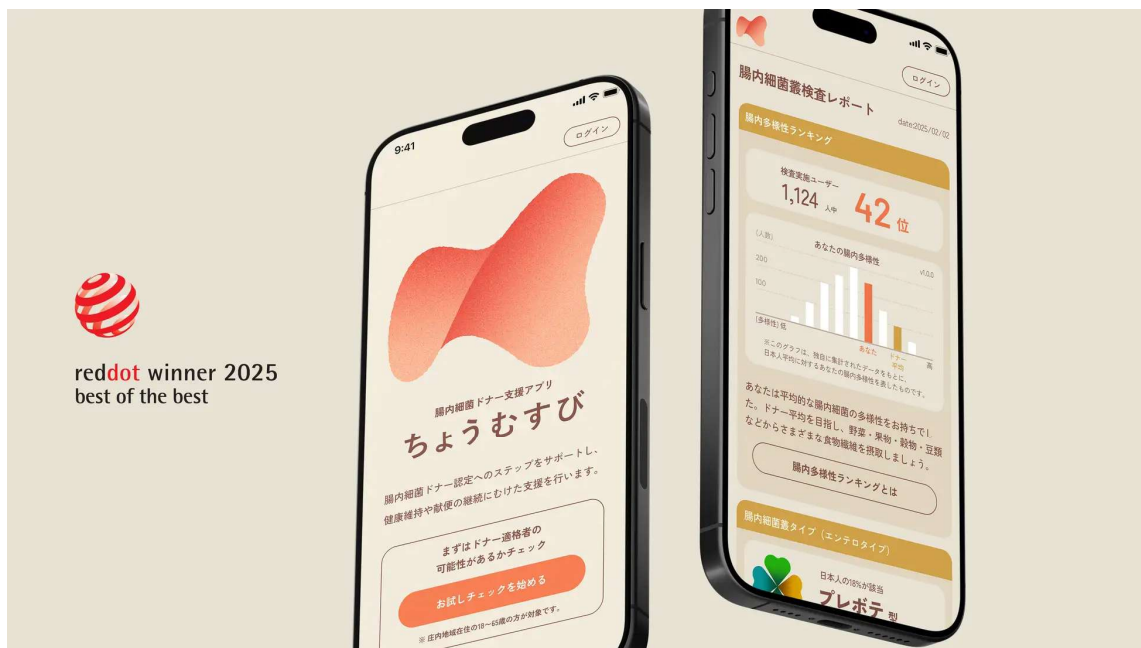 reddot winner 2025
best of the best
9:41
ログイン
腸内細菌ドナー支援アプリ
ちょうむすび
腸内細菌ドナー認定へのステップをサポートし、
健康維持や献便の継続にむけた支援を行います。
まずはドナー適格者の
可能性があるかチェック
お試しチェックを始める
※ 庄内地域在住の18〜65歳の方が対象です。
ログイン
腸内細菌叢検査レポート
date:2025/02/02
腸内多様性ランキング
検査実施ユーザー
1,124 人中 42 位
あなたの腸内多様性
v1.0.0
[人数]
200
100
[多様性] 低
あなた
ドナー
平均
高
※このグラフは、独自に集計されたデータをもとに、
日本人平均に対するあなたの腸内多様性を表したものです。
あなたは平均的な腸内細菌の多様性をお持ちでし
た。ドナー平均を目指し、野菜・果物・穀物・豆類
などからさまざまな食物繊維を摂取しましょう。
腸内多様性ランキングとは
腸内細菌叢タイプ（エンテロタイプ）
日本人の18%が該当
プレボテ 型